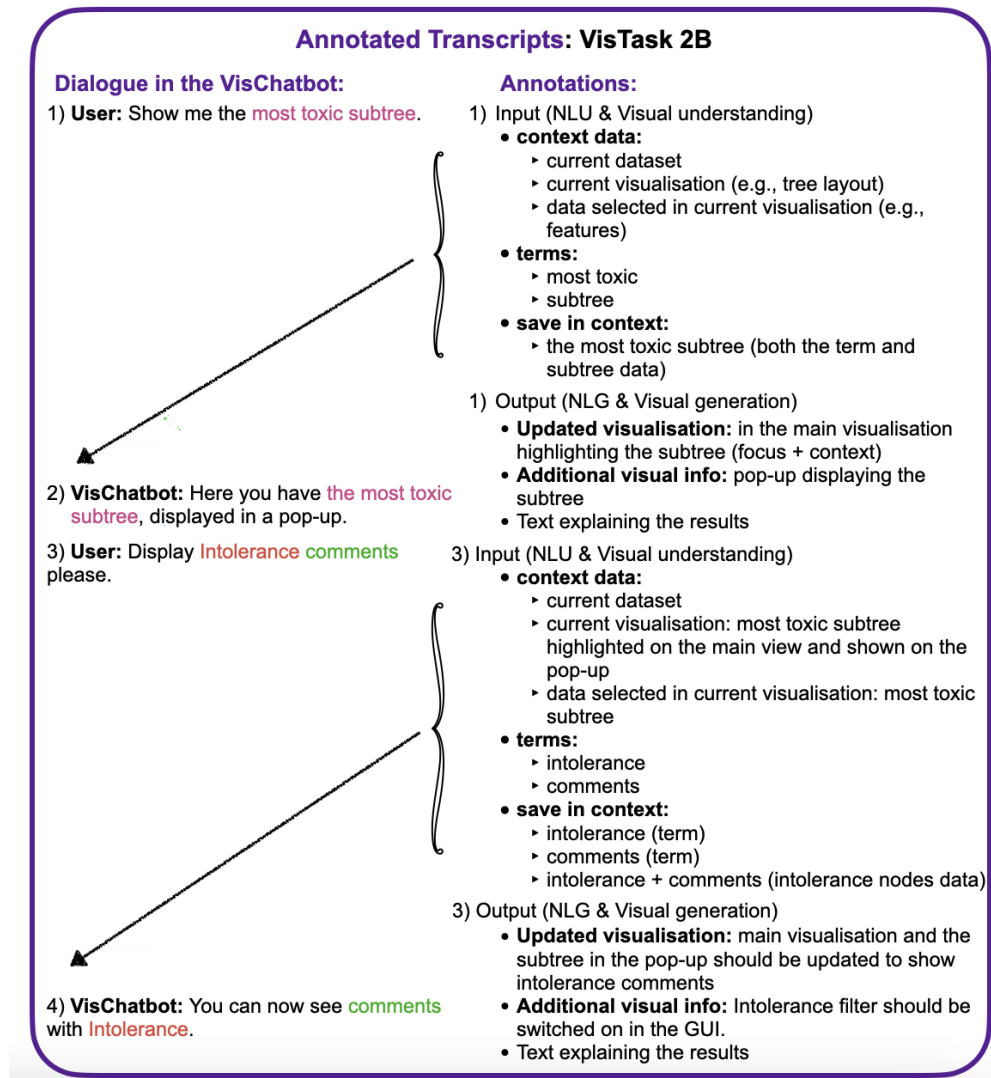 Annotated Transcripts: VisTask 2B
Dialogue in the VisChatbot:
1) User: Show me the most toxic subtree.
2) VisChatbot: Here you have the most toxic
subtree, displayed in a pop-up.
3) User: Display Intolerance comments
please.
4) VisChatbot: You can now see comments
with Intolerance.
Annotations:
1) Input (NLU & Visual understanding)
• context data:
‣ current dataset
‣ current visualisation (e.g., tree layout)
‣ data selected in current visualisation (e.g.,
features)
• terms:
‣ most toxic
‣ subtree
• save in context:
‣ the most toxic subtree (both the term and
subtree data)
1) Output (NLG & Visual generation)
• Updated visualisation: in the main visualisation
highlighting the subtree (focus + context)
• Additional visual info: pop-up displaying the
subtree
• Text explaining the results
3) Input (NLU & Visual understanding)
• context data:
‣ current dataset
‣ current visualisation: most toxic subtree
highlighted on the main view and shown on the
pop-up
‣ data selected in current visualisation: most toxic
subtree
• terms:
‣ intolerance
‣ comments
• save in context:
‣ intolerance (term)
‣ comments (term)
‣ intolerance + comments (intolerance nodes data)
3) Output (NLG & Visual generation)
• Updated visualisation: main visualisation and the
subtree in the pop-up should be updated to show
intolerance comments
• Additional visual info: Intolerance filter should be
switched on in the GUI.
• Text explaining the results